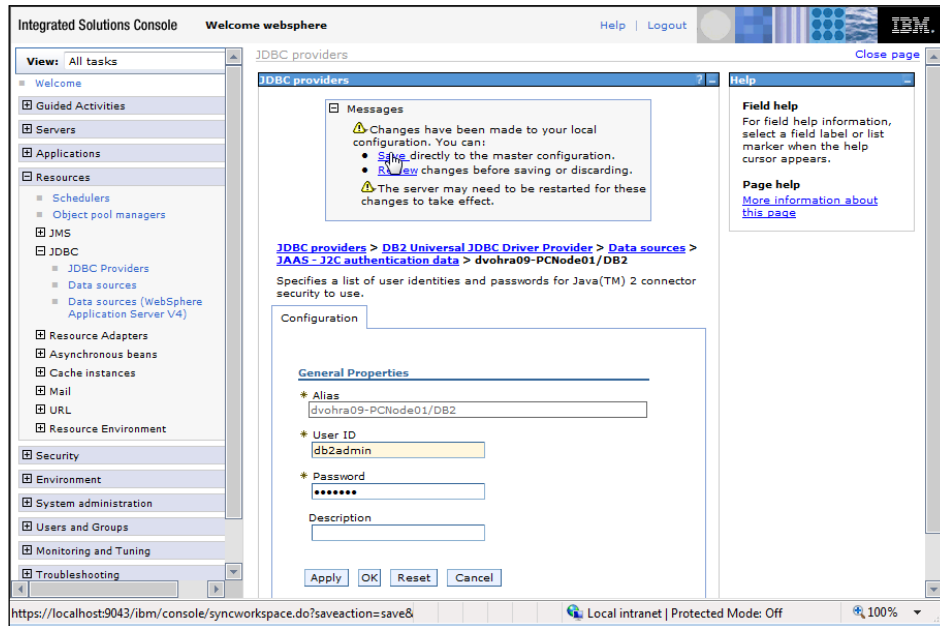 Integrated Solutions Console Welcome websphere Help | Logout IBM.
View: All tasks
Welcome
Guided Activities
Servers
Applications
Resources
Schedulers
Object pool managers
JMS
JDBC
JDBC Providers
Data sources
Data sources (WebSphere
Application Server V4)
Resource Adapters
Asynchronous beans
Cache instances
Mail
URL
Resource Environment
Security
Environment
System administration
Users and Groups
Monitoring and Tuning
Troubleshooting
JDBC providers Close page
JDBC providers ?
Messages
Changes have been made to your local
configuration. You can:
Save directly to the master configuration.
Review changes before saving or discarding.
The server may need to be restarted for these
changes to take effect.
JDBC providers > DB2 Universal JDBC Driver Provider > Data sources >
JAAS - J2C authentication data > dvohra09-PCNode01/DB2
Specifies a list of user identities and passwords for Java(TM) 2 connector
security to use.
Configuration
General Properties
* Alias
dvohra09-PCNode01/DB2
* User ID
db2admin
* Password
•••••••
Description
Apply OK Reset Cancel
Help
Field help
For field help information,
select a field label or list
marker when the help
cursor appears.
Page help
More information about
this page
https://localhost:9043/ibm/console/syncworkspace.do?saveaction=save& Local intranet | Protected Mode: Off 100%